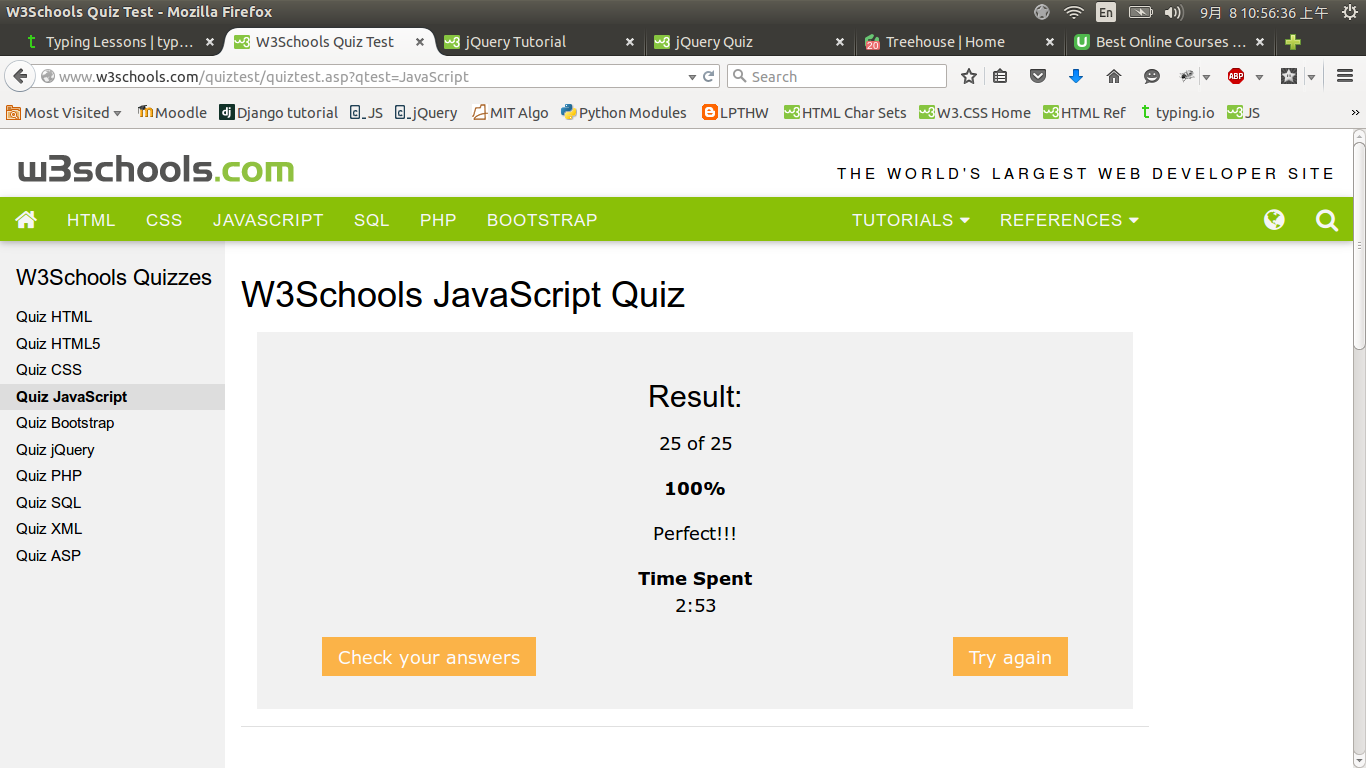 W3Schools Quiz Test - Mozilla Firefox
En 9月 8 10:56:36 上午
Typing Lessons | typ… W3Schools Quiz Test jQuery Tutorial jQuery Quiz Treehouse | Home Best Online Courses …
www.w3schools.com/quiztest/quiztest.asp?qtest=JavaScript Search ABP
Most Visited Moodle Django tutorial JS jQuery MIT Algo Python Modules LPTHW HTML Char Sets W3.CSS Home HTML Ref typing.io JS »
w3schools.com
THE WORLD'S LARGEST WEB DEVELOPER SITE
HTML CSS JAVASCRIPT SQL PHP BOOTSTRAP TUTORIALS REFERENCES
W3Schools Quizzes
Quiz HTML
Quiz HTML5
Quiz CSS
Quiz JavaScript
Quiz Bootstrap
Quiz jQuery
Quiz PHP
Quiz SQL
Quiz XML
Quiz ASP
W3Schools JavaScript Quiz
Result:
25 of 25
100%
Perfect!!!
Time Spent
2:53
Check your answers Try again